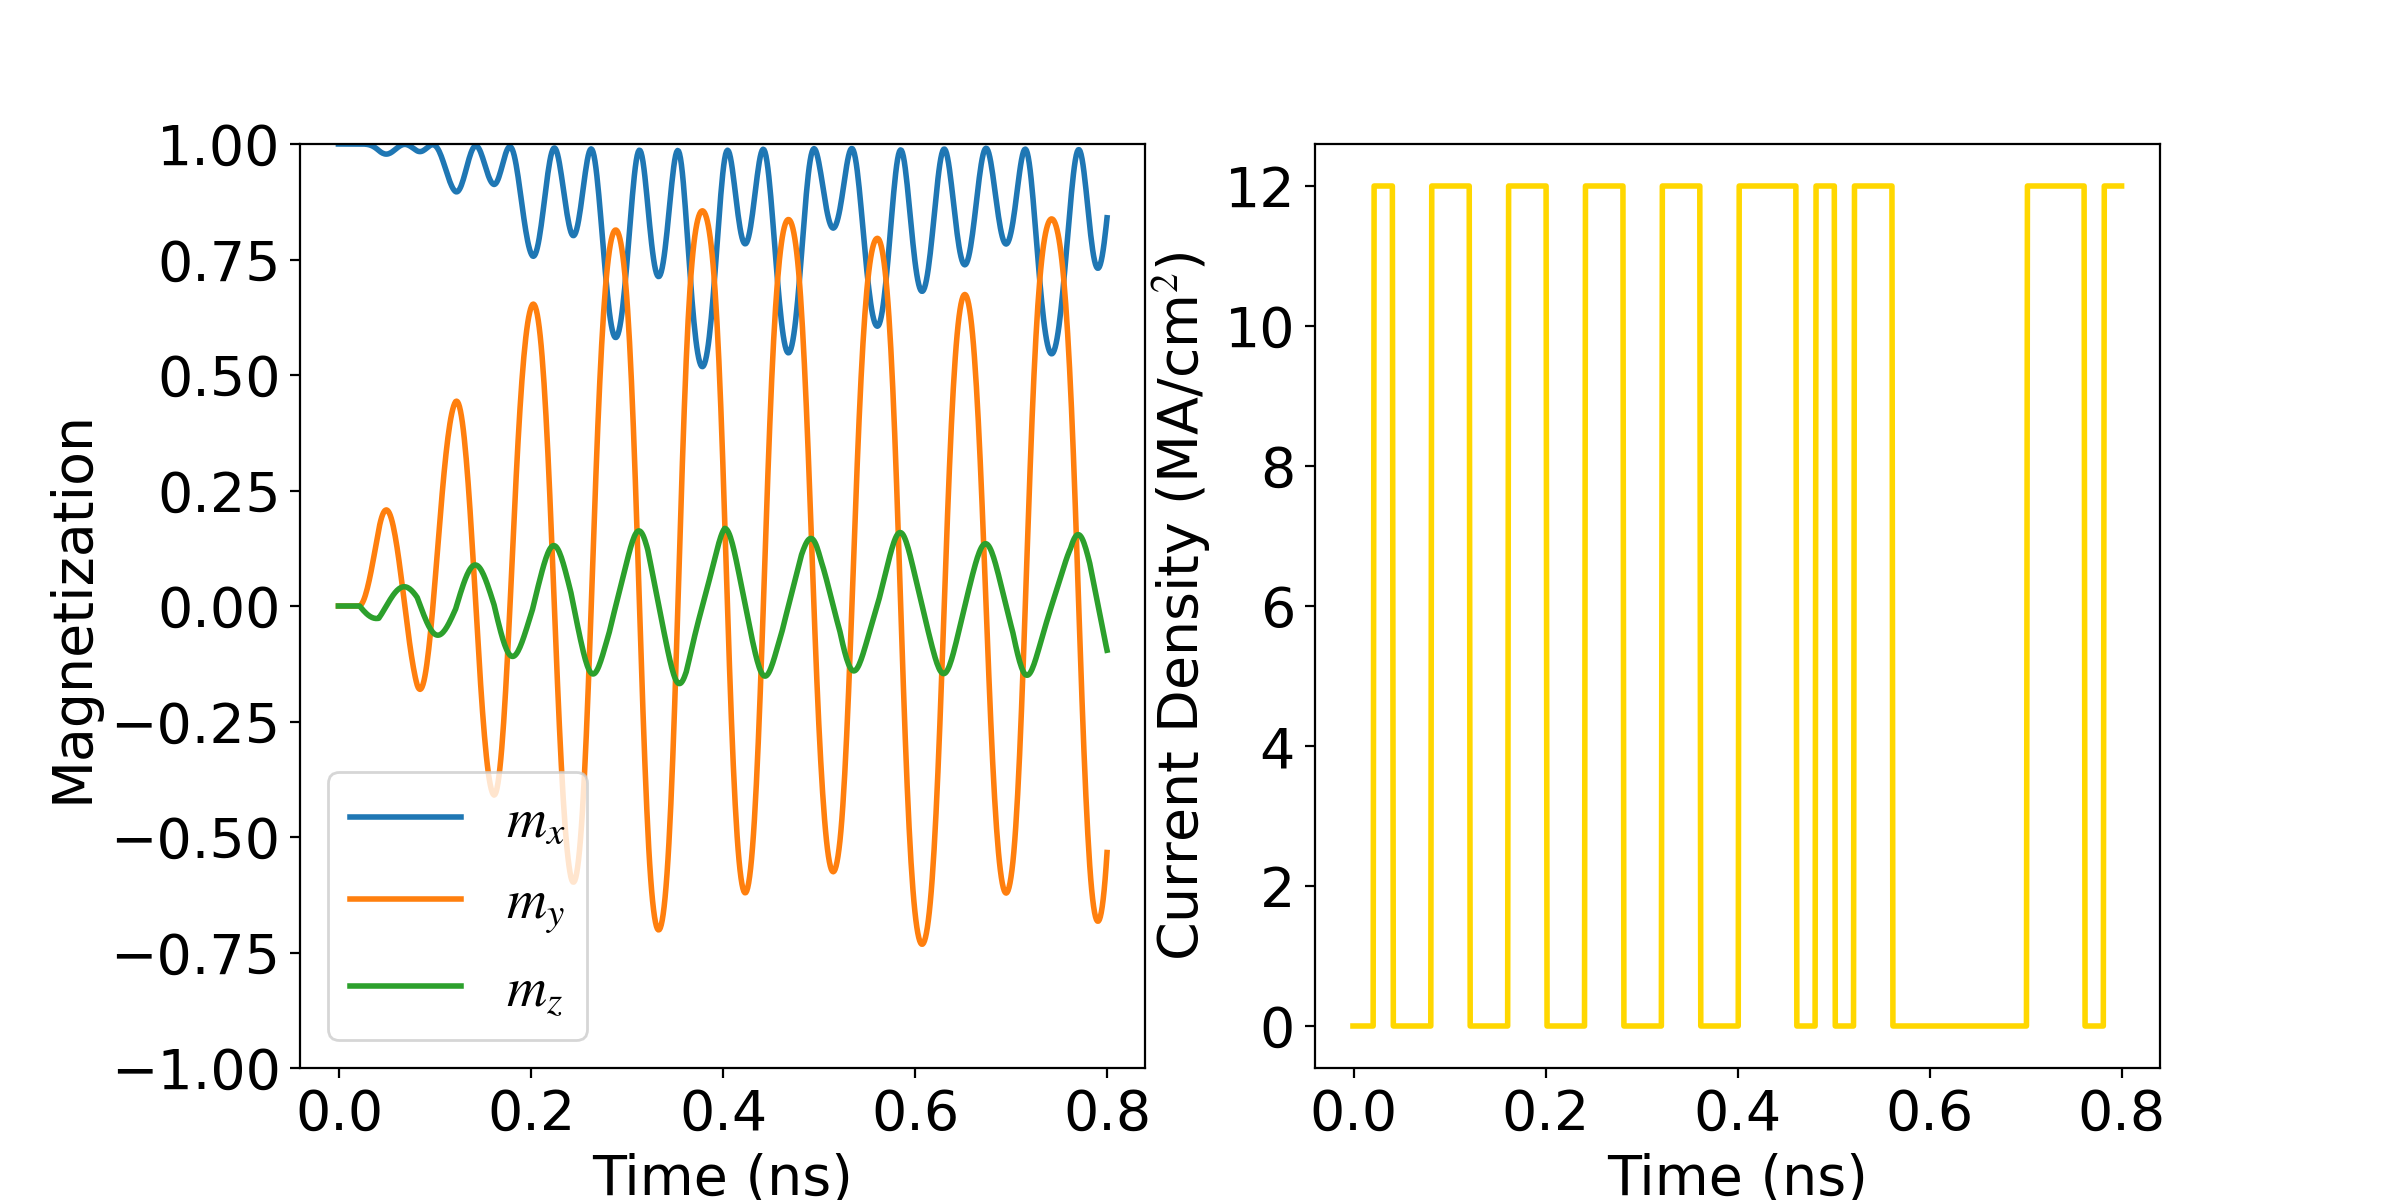 Magnetization
1.00
0.75
0.50
0.25
0.00
−0.25
−0.50
−0.75
−1.00
0.0 0.2 0.4 0.6 0.8
Time (ns)
m_x
m_y
m_z
Current Density (MA/cm²)
12
10
8
6
4
2
0
0.0 0.2 0.4 0.6 0.8
Time (ns)